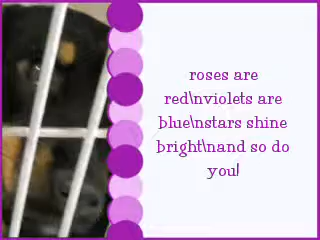 roses are
red\nviolets are
blue\nstars shine
bright\nand so do
you!